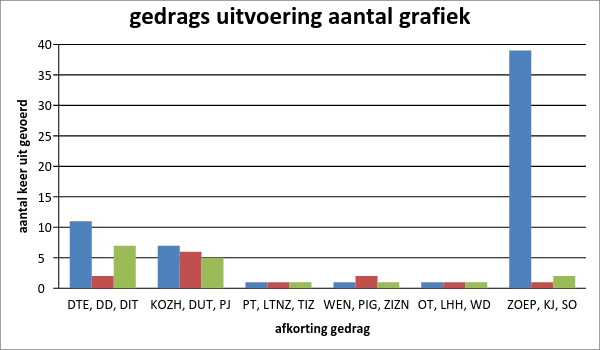 gedrags uitvoering aantal grafiek
aantal keer uit gevoerd
40
35
30
25
20
15
10
5
0
DTE, DD, DIT KOZH, DUT, PJ PT, LTNZ, TIZ WEN, PIG, ZIZN OT, LHH, WD ZOEP, KJ, SO
afkorting gedrag